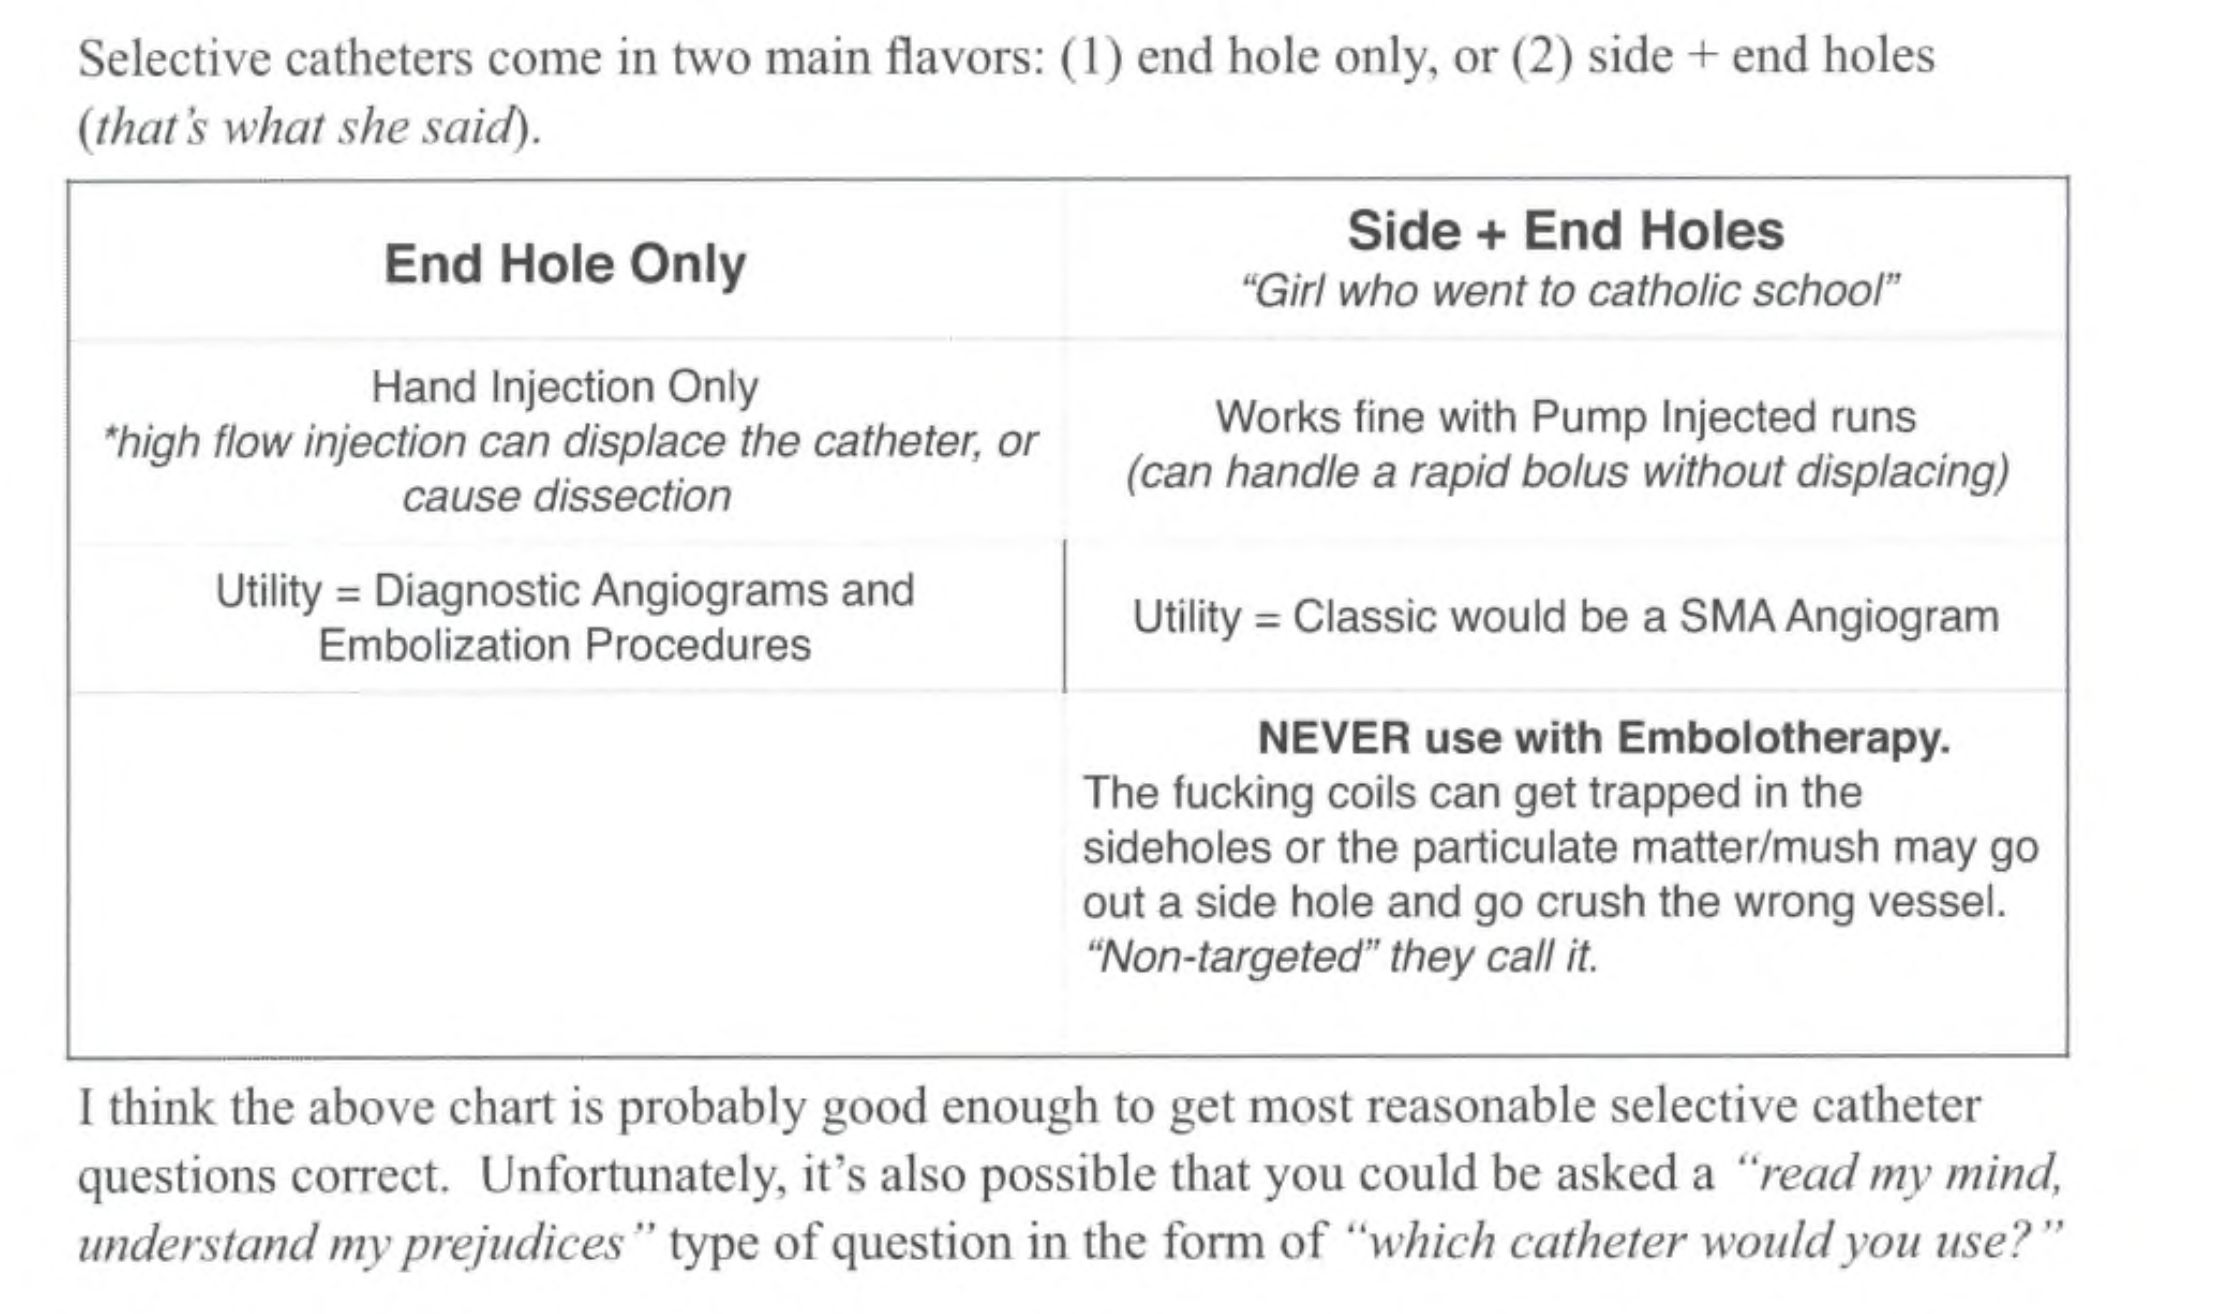 Selective catheters come in two main flavors: (1) end hole only, or (2) side + end holes
(that's what she said).
End Hole Only
Side + End Holes
“Girl who went to catholic school”
Hand Injection Only
*high flow injection can displace the catheter, or
cause dissection
Works fine with Pump Injected runs
(can handle a rapid bolus without displacing)
Utility = Diagnostic Angiograms and
Embolization Procedures
Utility = Classic would be a SMA Angiogram
NEVER use with Embolotherapy.
The fucking coils can get trapped in the
sideholes or the particulate matter/mush may go
out a side hole and go crush the wrong vessel.
“Non-targeted” they call it.
I think the above chart is probably good enough to get most reasonable selective catheter
questions correct. Unfortunately, it's also possible that you could be asked a “read my mind,
understand my prejudices” type of question in the form of “which catheter would you use?”